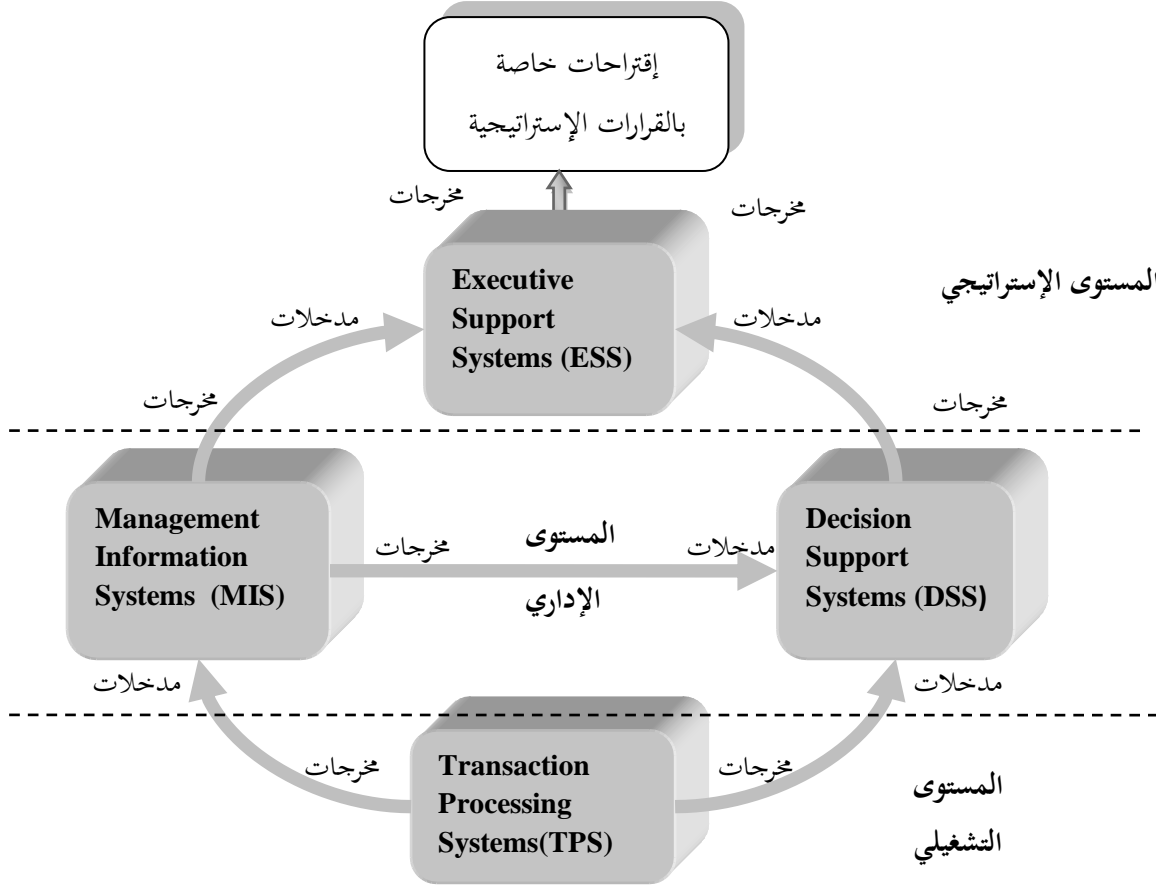 إقتراحات خاصة
بالقرارات الإستراتيجية
مخرجات
مخرجات
Executive
Support
Systems (ESS)
المستوى الإستراتيجي
مدخلات
مدخلات
مخرجات
مخرجات
Management
Information
Systems (MIS)
المستوى
الإداري
مخرجات
مدخلات
Decision
Support
Systems (DSS)
مدخلات
مدخلات
مخرجات
مخرجات
Transaction
Processing
Systems(TPS)
المستوى
التشغيلي